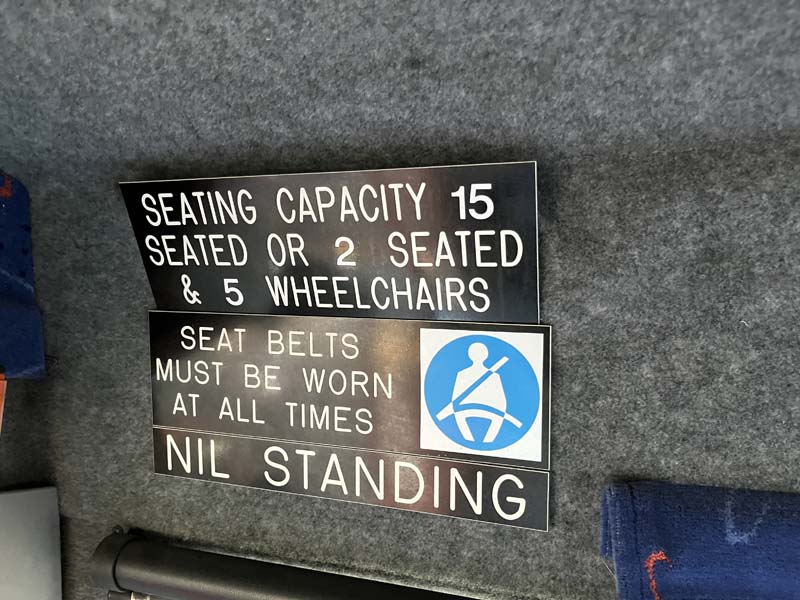 SEATING CAPACITY 15
SEATED OR 2 SEATED
& 5 WHEELCHAIRS
SEAT BELTS
MUST BE WORN
AT ALL TIMES
NIL STANDING